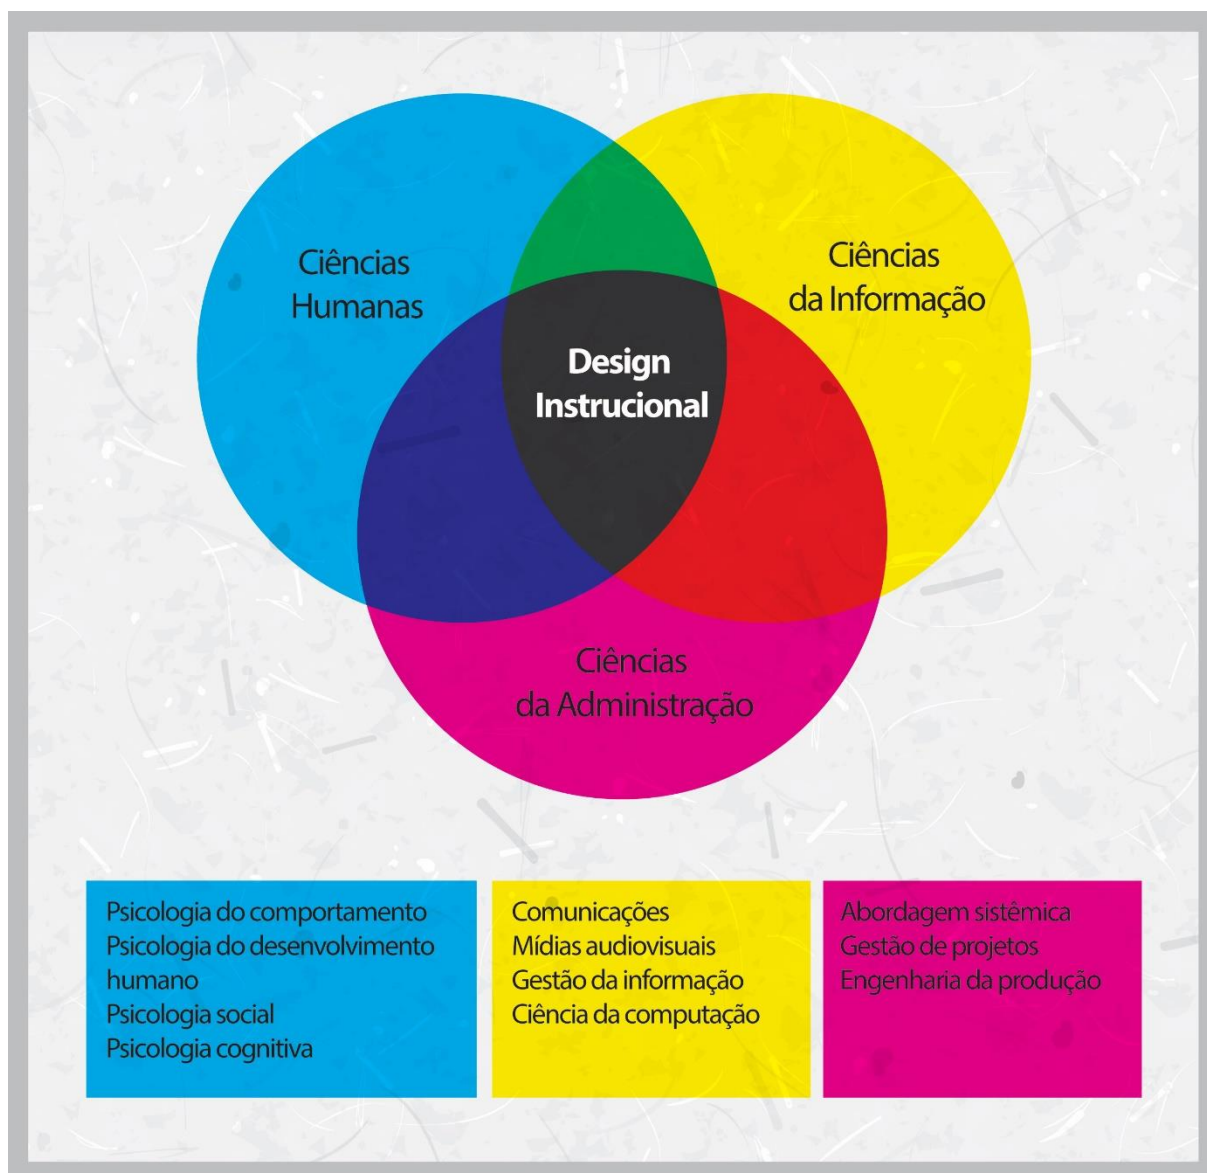 Ciências
Humanas
Ciências
da Informação
Design
Instrucional
Ciências
da Administração
Psicologia do comportamento
Psicologia do desenvolvimento
humano
Psicologia social
Psicologia cognitiva
Comunicações
Mídias audiovisuais
Gestão da informação
Ciência da computação
Abordagem sistêmica
Gestão de projetos
Engenharia da produção